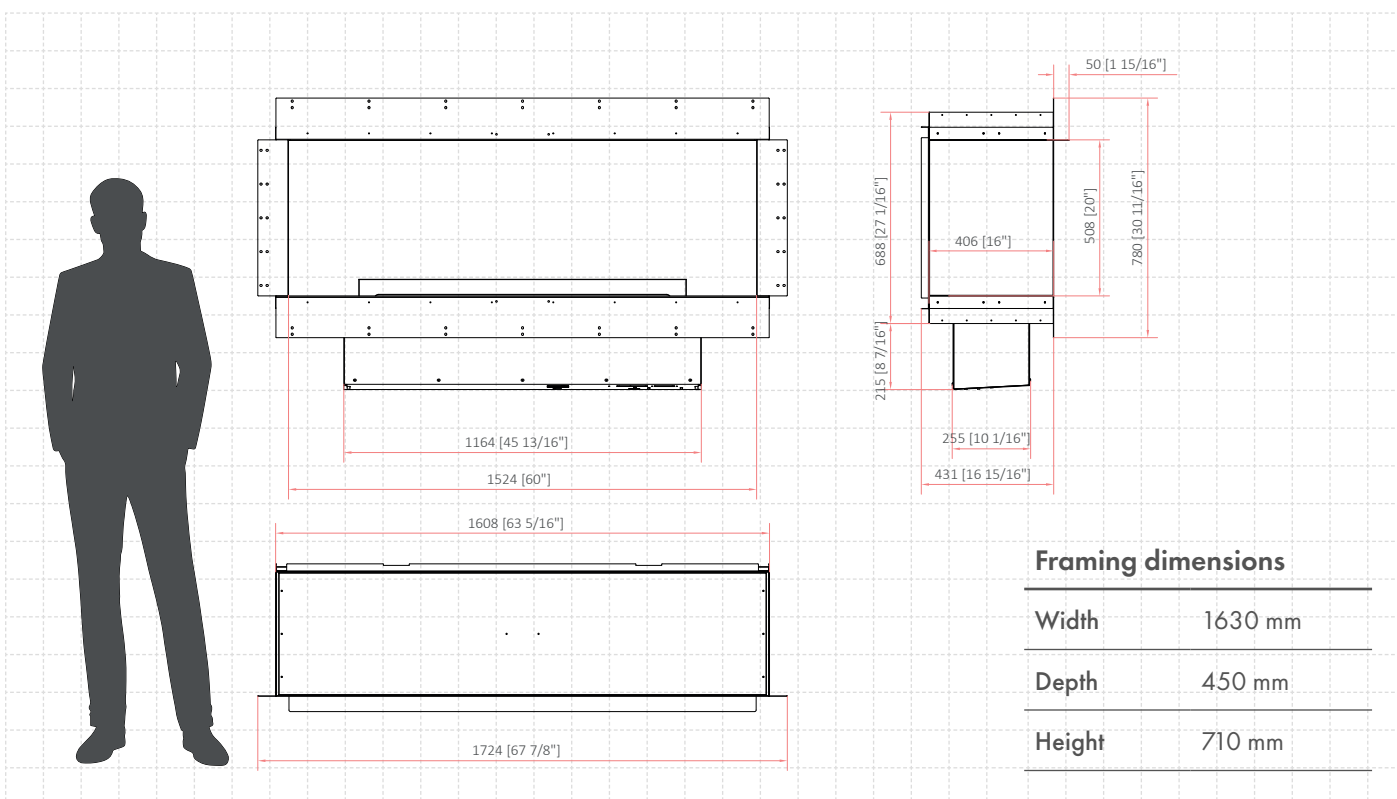 50 [1 15/16"]
688 [27 1/16"]
406 [16"]
508 [20"]
780 [30 11/16"]
215 [8 7/16"]
1164 [45 13/16"]
255 [10 1/16"]
1524 [60"]
431 [16 15/16"]
1608 [63 5/16"]
Framing dimensions
Width 1630 mm
Depth 450 mm
Height 710 mm
1724 [67 7/8"]